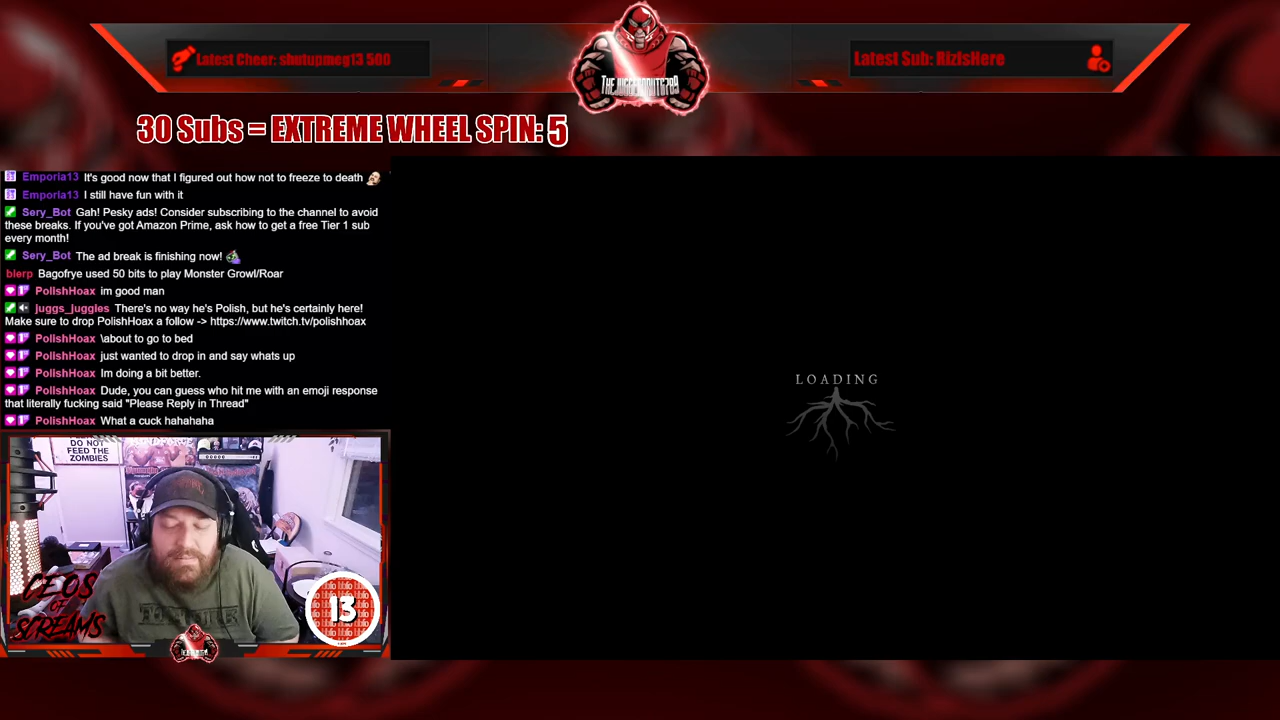 Latest Cheer: shutupmeg13 500
THEJUGGERNAUT6789
Latest Sub: RizIsHere
30 Subs = EXTREME WHEEL SPIN: 5
Emporia13 It's good now that I figured out how not to freeze to death
Emporia13 I still have fun with it
Sery_Bot Gah! Pesky ads! Consider subscribing to the channel to avoid
these breaks. If you've got Amazon Prime, ask how to get a free Tier 1 sub
every month!
Sery_Bot The ad break is finishing now!
blerp Bagofrye used 50 bits to play Monster Growl/Roar
PolishHoax im good man
juggs_juggles There's no way he's Polish, but he's certainly here!
Make sure to drop PolishHoax a follow -> https://www.twitch.tv/polishhoax
PolishHoax \about to go to bed
PolishHoax just wanted to drop in and say whats up
PolishHoax Im doing a bit better.
PolishHoax Dude, you can guess who hit me with an emoji response
that literally fucking said "Please Reply in Thread"
PolishHoax What a cuck hahahaha
LOADING
DO NOT
FEED THE
ZOMBIES
CEOS
OF
SCREAMS
13